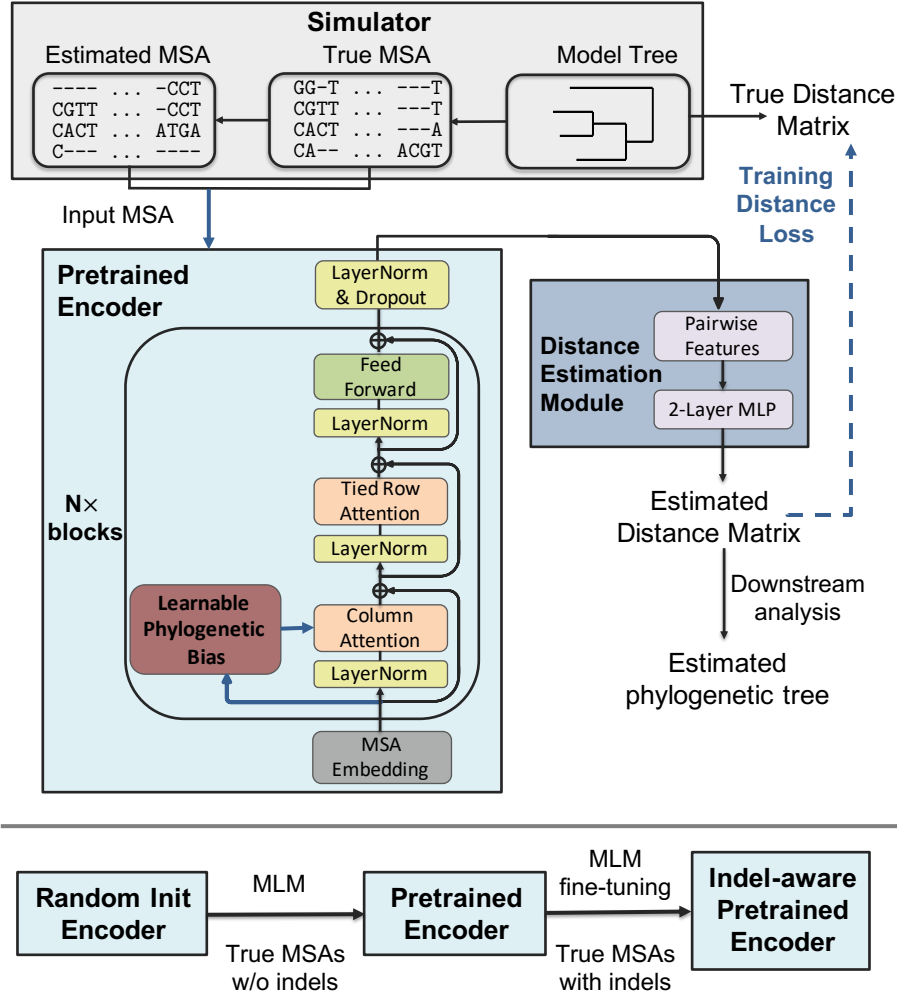 Simulator
Estimated MSA
True MSA
Model Tree
---- ... -CCT
CGTT ... -CCT
CACT ... ATGA
C--- ... ----
GG-T ... ---T
CGTT ... ---T
CACT ... ---A
CA-- ... ACGT
True Distance
Matrix
Training
Distance
Loss
Input MSA
Pretrained
Encoder
LayerNorm
& Dropout
Feed
Forward
LayerNorm
Tied Row
Attention
LayerNorm
N×
blocks
Learnable
Phylogenetic
Bias
Column
Attention
LayerNorm
MSA
Embedding
Distance
Estimation
Module
Pairwise
Features
2-Layer MLP
Estimated
Distance Matrix
Downstream
analysis
Estimated
phylogenetic tree
Random Init
Encoder
MLM
True MSAs
w/o indels
Pretrained
Encoder
MLM
fine-tuning
True MSAs
with indels
Indel-aware
Pretrained
Encoder